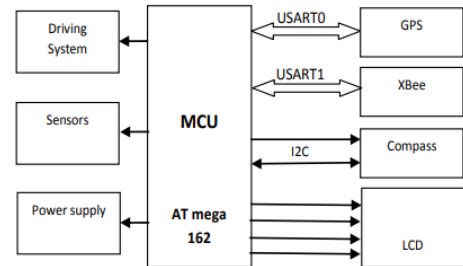 Driving
System
Sensors
Power supply
MCU
AT mega
162
USART0
USART1
I2C
GPS
XBee
Compass
LCD